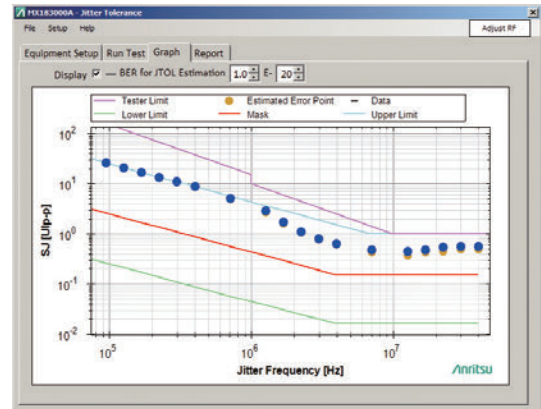 MX183000A - Jitter Tolerance
File Setup Help
Adjust RF
Equipment Setup Run Test Graph Report
Display BER for JTOL Estimation 1.0 E- 20
Tester Limit Estimated Error Point Data
Lower Limit Mask Upper Limit
10²
10¹
10⁰
10⁻¹
10⁻²
SJ [UIp-p]
10⁵ 10⁶ 10⁷
Jitter Frequency [Hz]
Anritsu